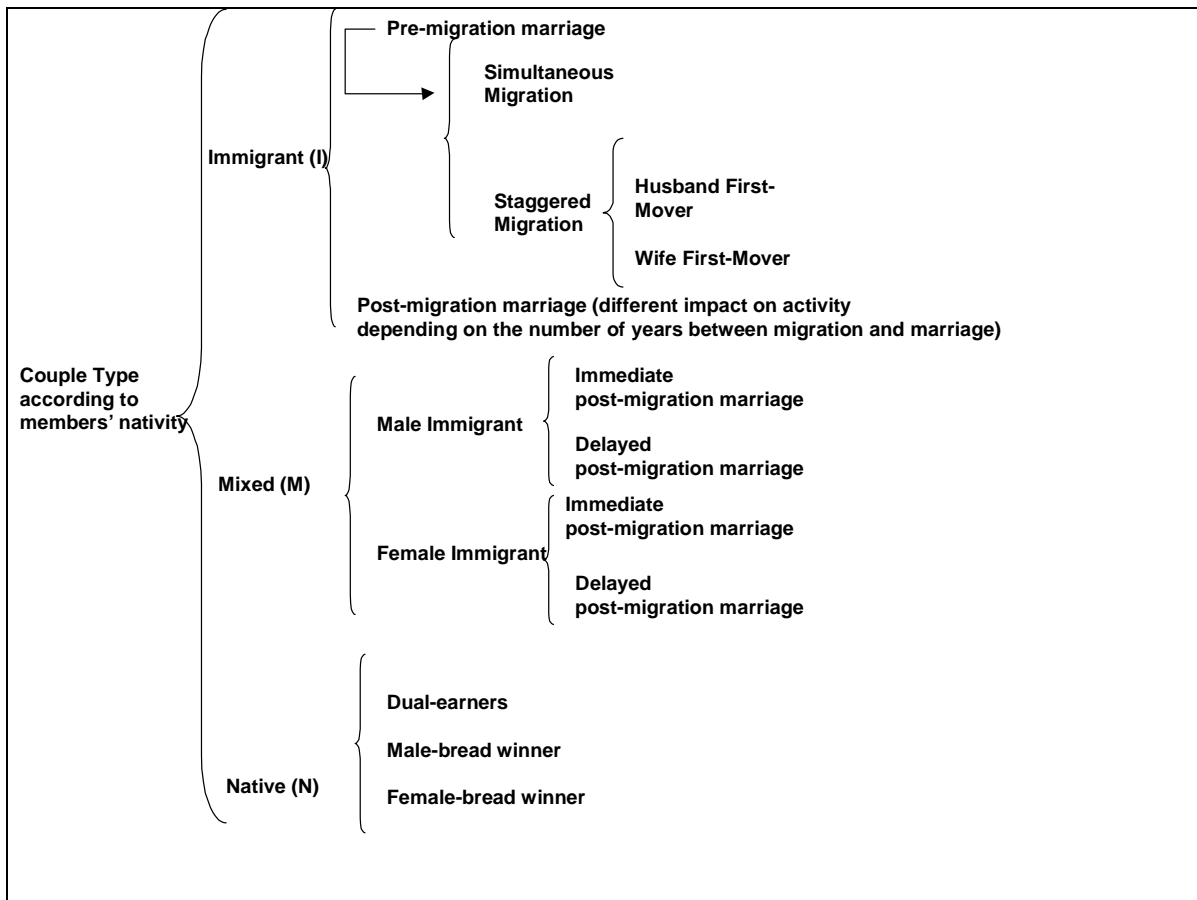 Pre-migration marriage
Simultaneous
Migration
Immigrant (I)
Staggered
Migration
Husband First-
Mover
Wife First-Mover
Post-migration marriage (different impact on activity
depending on the number of years between migration and marriage)
Couple Type
according to
members’ nativity
Mixed (M)
Male Immigrant
Immediate
post-migration marriage
Delayed
post-migration marriage
Female Immigrant
Immediate
post-migration marriage
Delayed
post-migration marriage
Native (N)
Dual-earners
Male-bread winner
Female-bread winner